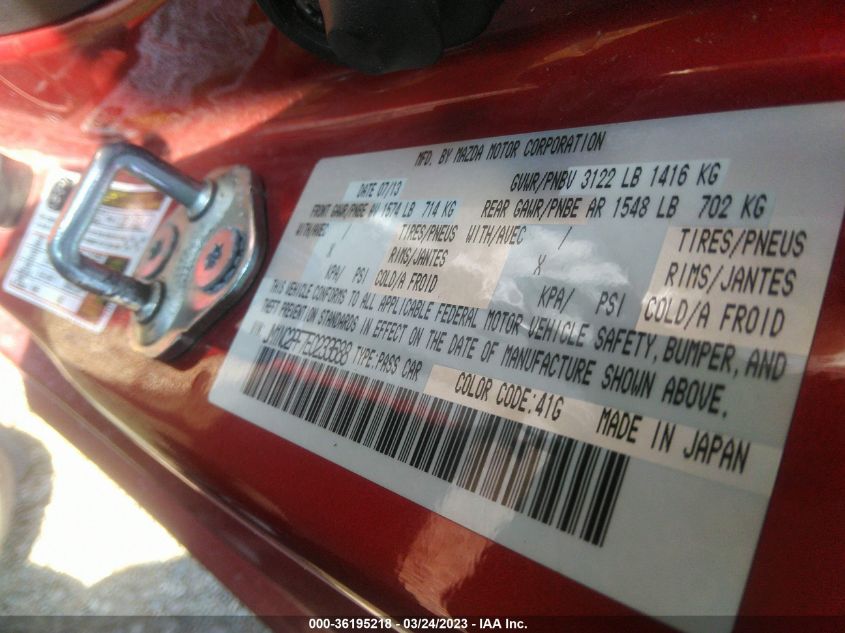 MFD. BY MAZDA MOTOR CORPORATION
DATE 07/13 GVWR/PNBV 3122 LB 1416 KG
FRONT GAWR/PNBE AV 1574 LB 714 KG REAR GAWR/PNBE AR 1548 LB 702 KG
WITH/AVEC / TIRES/PNEUS WITH/AVEC / TIRES/PNEUS
X RIMS/JANTES X RIMS/JANTES
KPA/ PSI COLD/A FROID KPA/ PSI COLD/A FROID
THIS VEHICLE CONFORMS TO ALL APPLICABLE FEDERAL MOTOR VEHICLE SAFETY, BUMPER, AND
THEFT PREVENTION STANDARDS IN EFFECT ON THE DATE OF MANUFACTURE SHOWN ABOVE.
TYPE:PASS CAR
COLOR CODE:41G MADE IN JAPAN
000-36195218 - 03/24/2023 - IAA Inc.